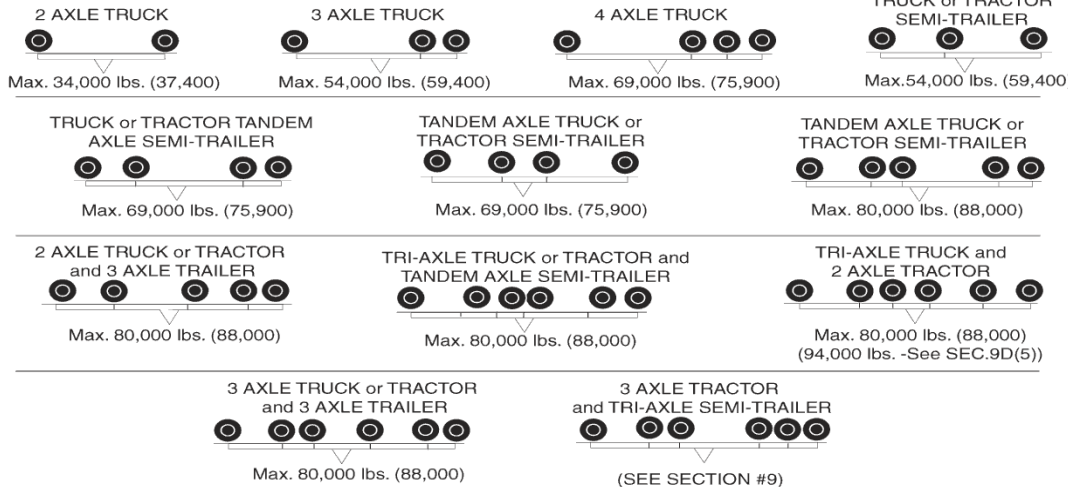 2 AXLE TRUCK
Max. 34,000 lbs. (37,400)
3 AXLE TRUCK
Max. 54,000 lbs. (59,400)
4 AXLE TRUCK
Max. 69,000 lbs. (75,900)
TRUCK or TRACTOR
SEMI-TRAILER
Max.54,000 lbs. (59,400)
TRUCK or TRACTOR TANDEM
AXLE SEMI-TRAILER
Max. 69,000 lbs. (75,900)
TANDEM AXLE TRUCK or
TRACTOR SEMI-TRAILER
Max. 69,000 lbs. (75,900)
TANDEM AXLE TRUCK or
TRACTOR SEMI-TRAILER
Max. 80,000 lbs. (88,000)
2 AXLE TRUCK or TRACTOR
and 3 AXLE TRAILER
Max. 80,000 lbs. (88,000)
TRI-AXLE TRUCK or TRACTOR and
TANDEM AXLE SEMI-TRAILER
Max. 80,000 lbs. (88,000)
TRI-AXLE TRUCK and
2 AXLE TRACTOR
Max. 80,000 lbs. (88,000)
(94,000 lbs. -See SEC.9D(5))
3 AXLE TRUCK or TRACTOR
and 3 AXLE TRAILER
Max. 80,000 lbs. (88,000)
3 AXLE TRACTOR
and TRI-AXLE SEMI-TRAILER
(SEE SECTION #9)